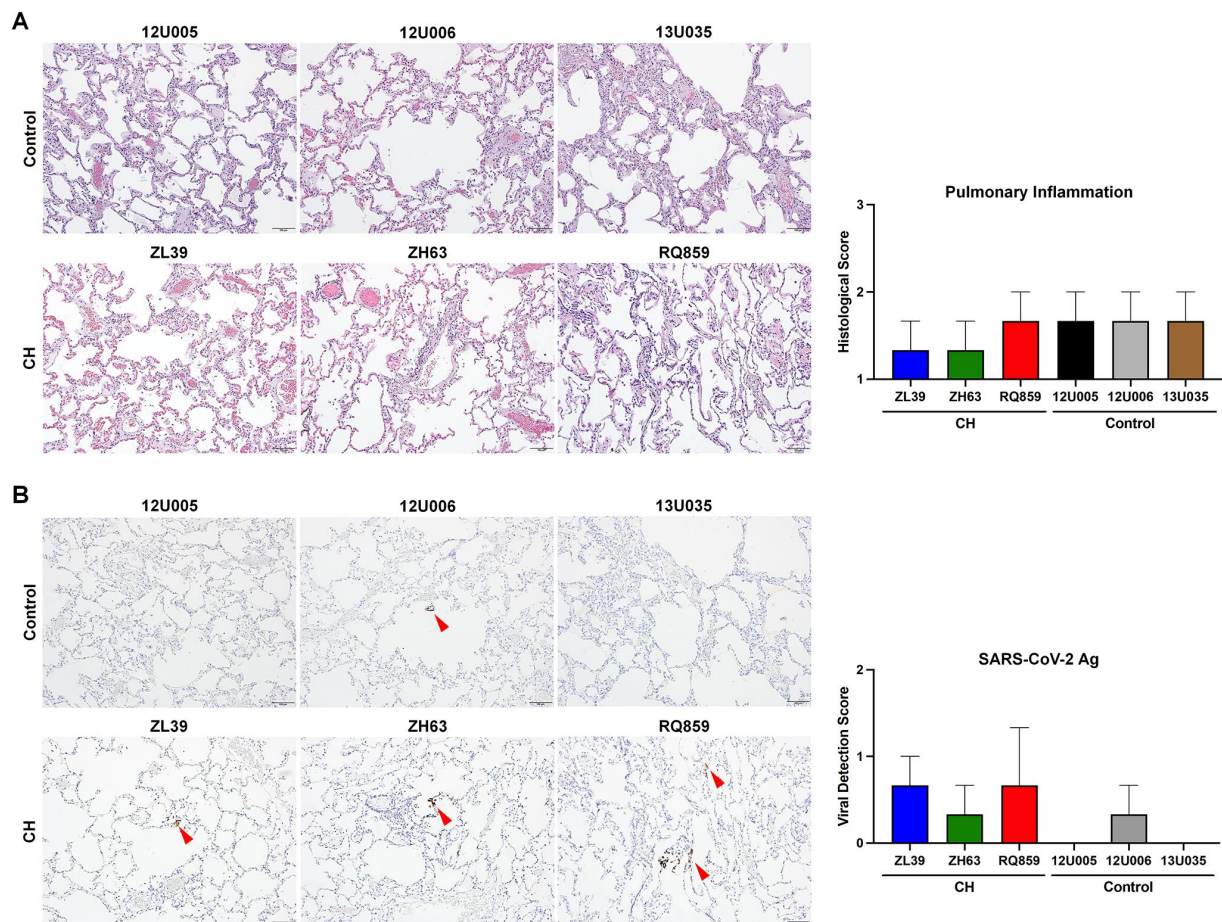 A
12U005
12U006
13U035
Control
ZL39
ZH63
RQ859
CH
Pulmonary Inflammation
Histological Score
3
2
1
ZL39
ZH63
RQ859
12U005
12U006
13U035
CH
Control
B
12U005
12U006
13U035
Control
ZL39
ZH63
RQ859
CH
SARS-CoV-2 Ag
Viral Detection Score
2
1
0
ZL39
ZH63
RQ859
12U005
12U006
13U035
CH
Control